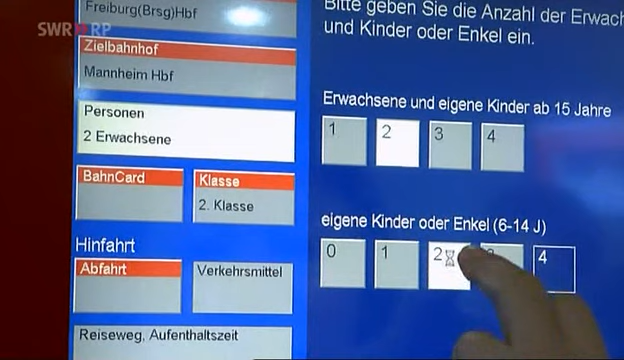 SWR RP
Freiburg(Brsg)Hbf
Zielbahnhof
Mannheim Hbf
Personen
2 Erwachsene
BahnCard
Klasse
2. Klasse
Hinfahrt
Abfahrt
Verkehrsmittel
Reiseweg, Aufenthaltszeit
Bitte geben Sie die Anzahl der Erwach
und Kinder oder Enkel ein.
Erwachsene und eigene Kinder ab 15 Jahre
1 2 3 4
eigene Kinder oder Enkel (6-14 J)
0 1 2 4